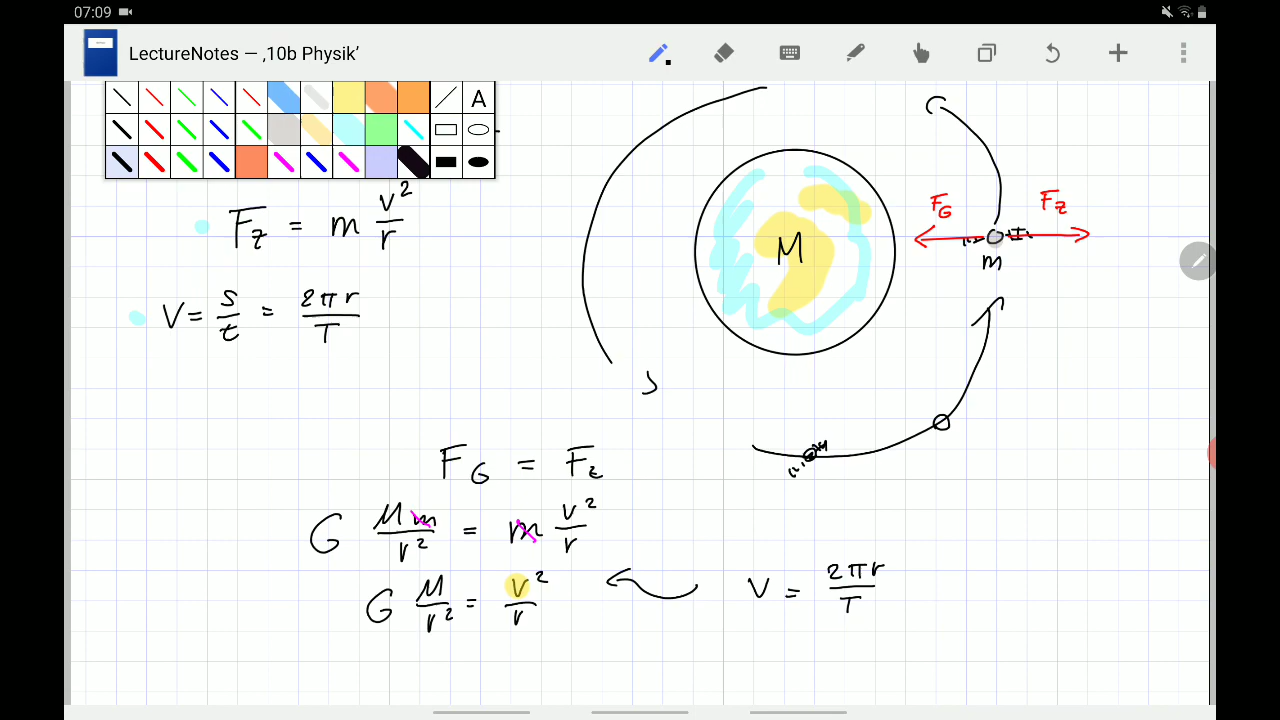 07:09
LectureNotes — ‚10b Physik’
A
F_Z = m v²/r
V = s/t = 2πr/T
M
F_G
F_Z
m
F_G = F_Z
G Mm/r² = m v²/r
G M/r² = v²/r
V = 2πr/T